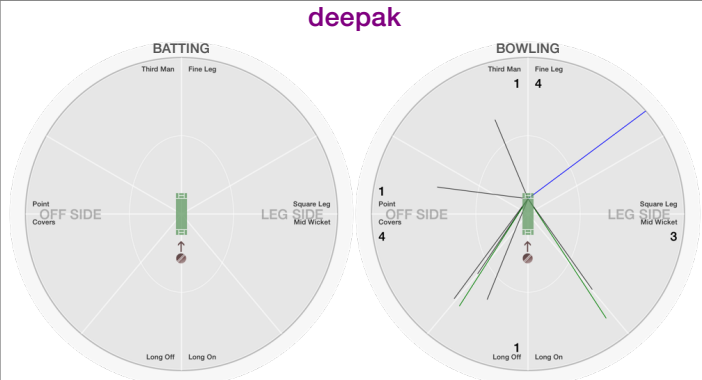 deepak
BATTING
Third Man Fine Leg
Point
OFF SIDE
Covers
Square Leg
LEG SIDE
Mid Wicket
Long Off Long On
BOWLING
Third Man Fine Leg
1 4
1
Point
OFF SIDE
Covers
4
Square Leg
LEG SIDE
Mid Wicket
3
1
Long Off Long On